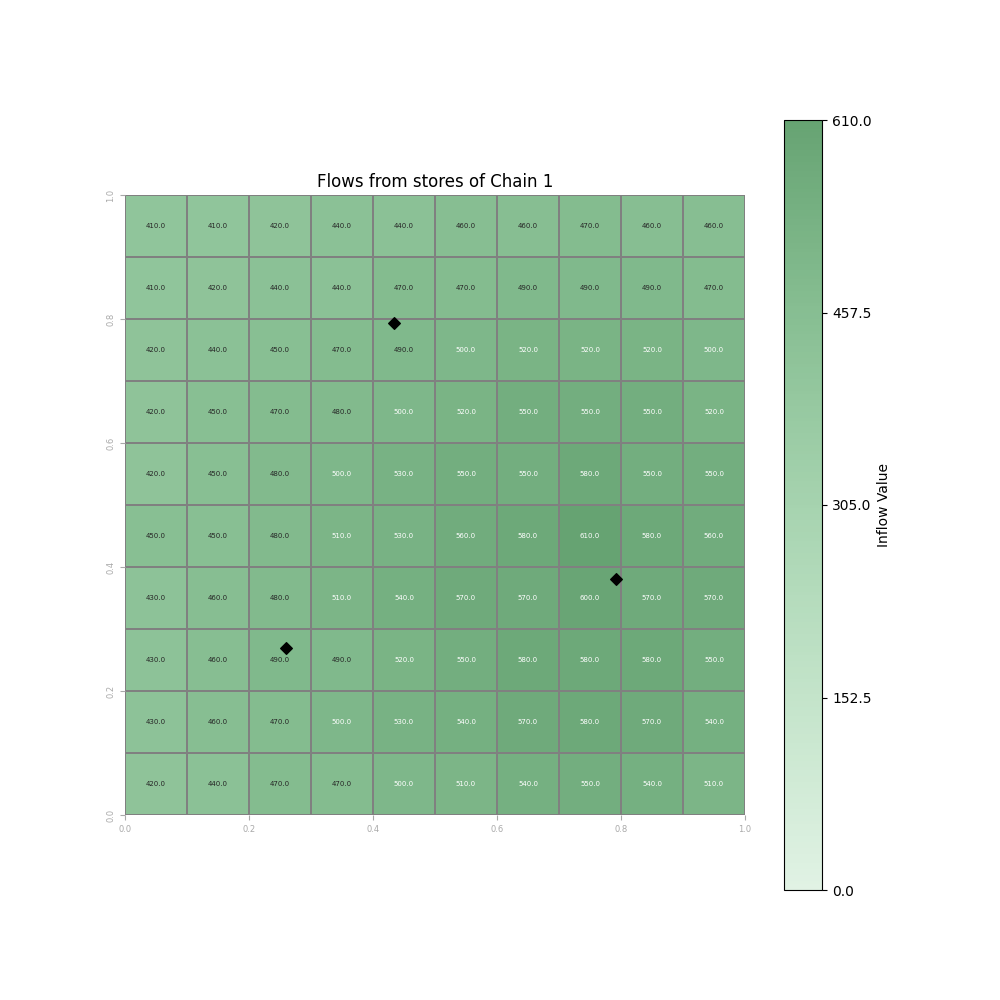 Flows from stores of Chain 1
1.0
410.0 410.0 420.0 440.0 440.0 460.0 460.0 470.0 460.0 460.0
410.0 420.0 440.0 440.0 470.0 470.0 490.0 490.0 490.0 470.0
0.8
420.0 440.0 450.0 470.0 490.0 500.0 520.0 520.0 520.0 500.0
420.0 450.0 470.0 480.0 500.0 520.0 550.0 550.0 550.0 520.0
0.6
420.0 450.0 480.0 500.0 530.0 550.0 550.0 580.0 550.0 550.0
450.0 450.0 480.0 510.0 530.0 560.0 580.0 610.0 580.0 560.0
0.4
430.0 460.0 480.0 510.0 540.0 570.0 570.0 600.0 570.0 570.0
430.0 460.0 490.0 490.0 520.0 550.0 580.0 580.0 580.0 550.0
0.2
430.0 460.0 470.0 500.0 530.0 540.0 570.0 580.0 570.0 540.0
420.0 440.0 470.0 470.0 500.0 510.0 540.0 550.0 540.0 510.0
0.0
0.0 0.2 0.4 0.6 0.8 1.0
610.0
457.5
305.0
152.5
0.0
Inflow Value